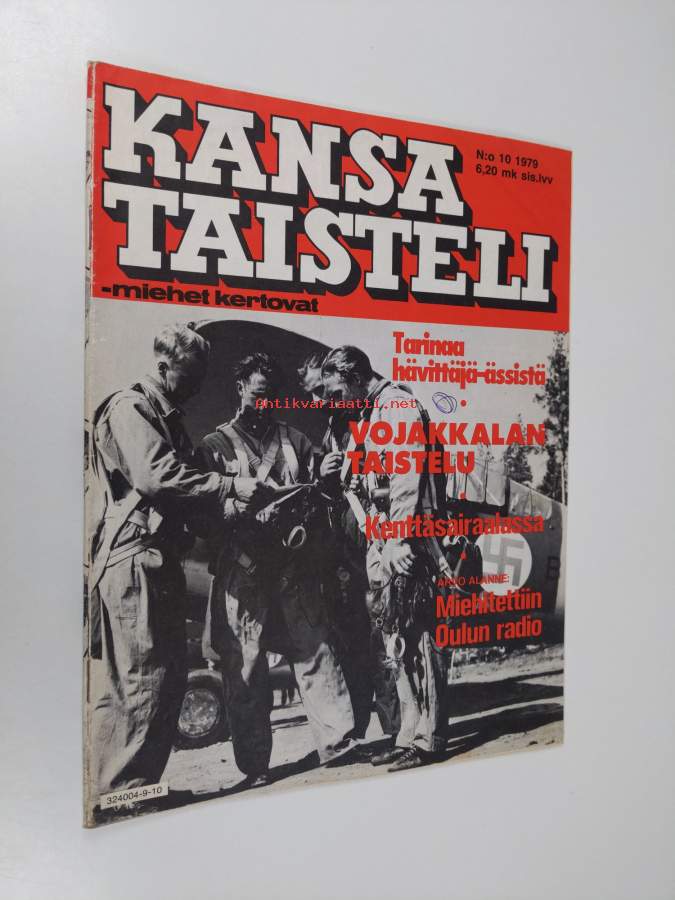 KANSA
TAISTELI
-miehet kertovat
N:o 10 1979
6,20 mk sis.lvv
Tarinaa
hävittäjä-ässistä
Antikvariaatti.net
VOJAKKALAN
TAISTELU
Kenttäsairaalassa
ALANNE:
Miehitettiin
Oulun radio
B
324004-9-10